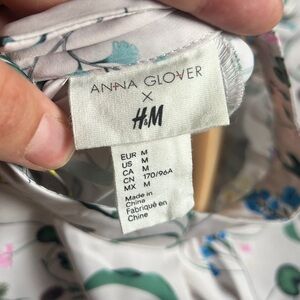 ANNA GLOVER
×
H&M
EUR M
US M
CA M
CN 170/96A
MX M
Made in
China
Fabriqué en
Chine